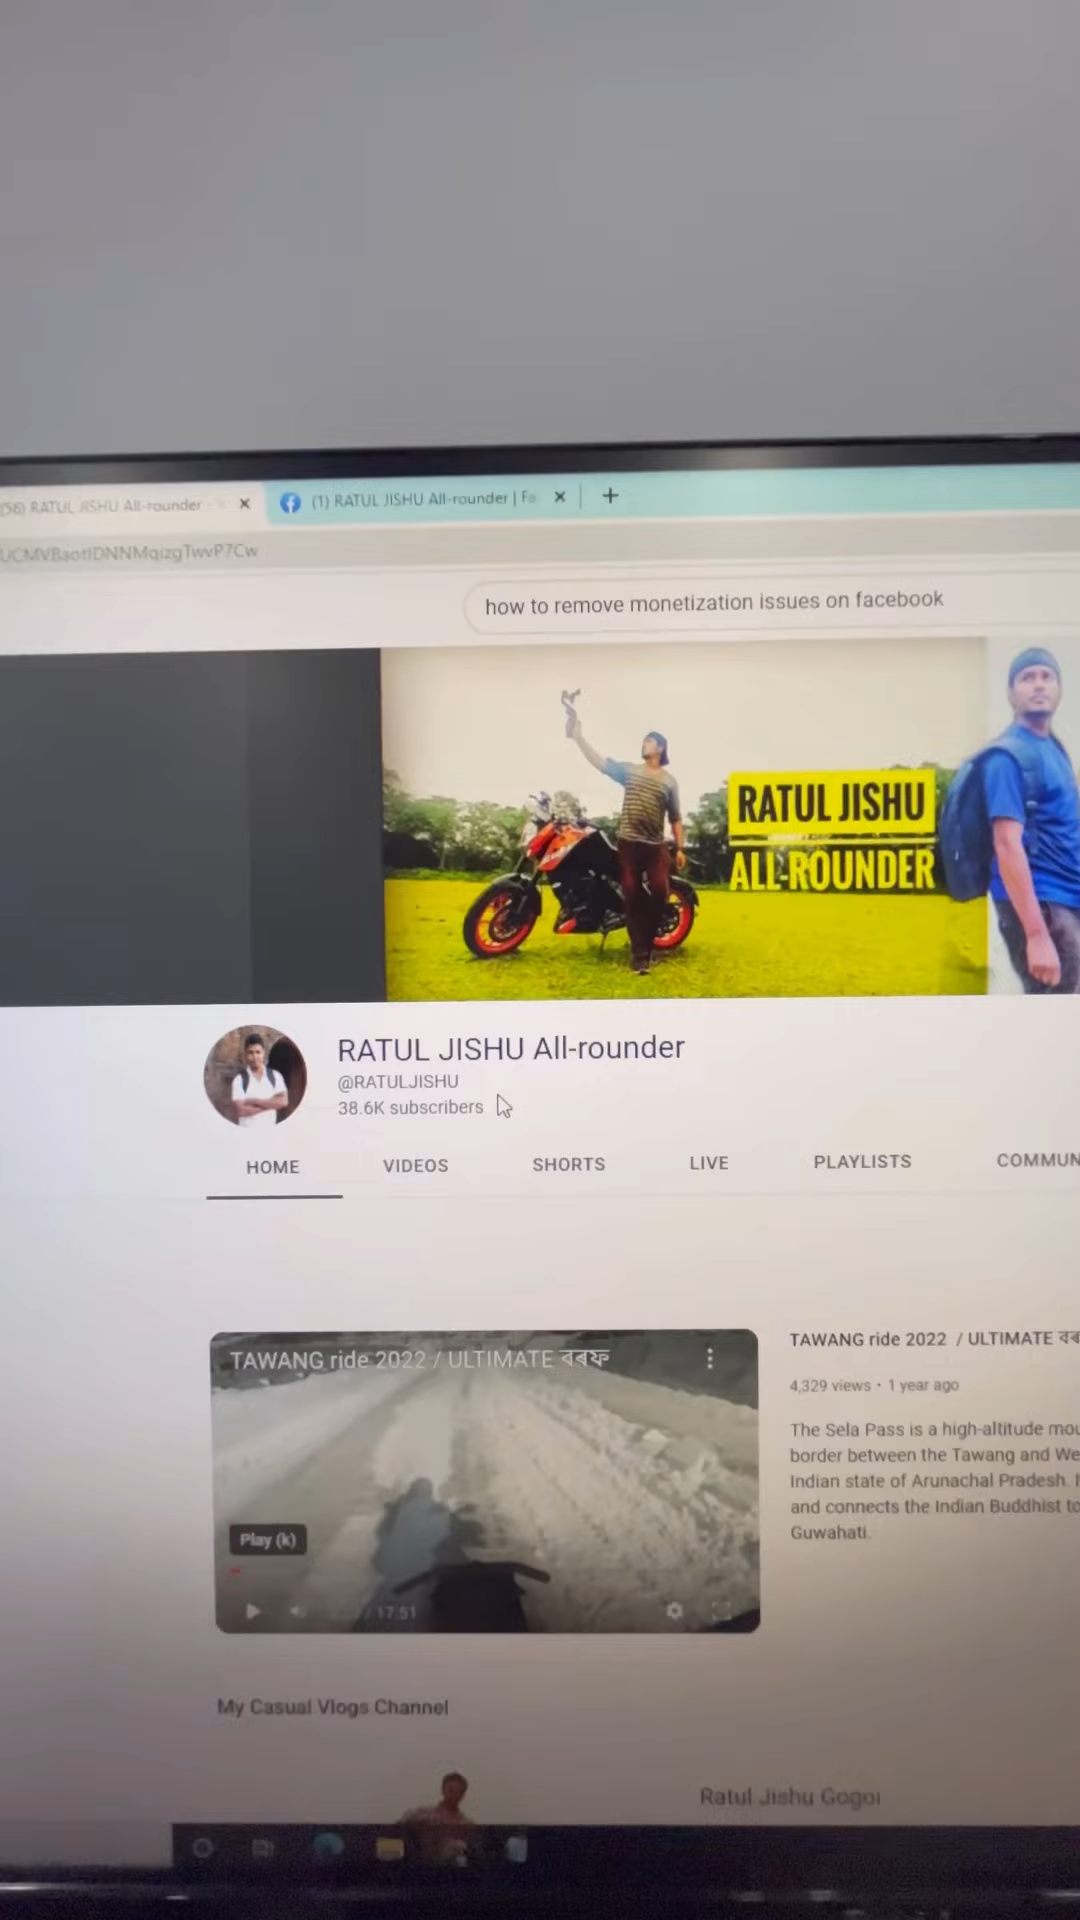 (56) RATUL JISHU All-rounder -
(1) RATUL JISHU All-rounder | Fa
UCMVBaotIDNNMqizgTwvP7Cw
how to remove monetization issues on facebook
RATUL JISHU
ALL-ROUNDER
RATUL JISHU All-rounder
@RATULJISHU
38.6K subscribers
HOME VIDEOS SHORTS LIVE PLAYLISTS COMMUN
TAWANG ride 2022 / ULTIMATE বৰফ
Play (k)
/ 17:51
TAWANG ride 2022 / ULTIMATE
4,329 views • 1 year ago
The Sela Pass is a high-altitude mou
border between the Tawang and We
Indian state of Arunachal Pradesh. I
and connects the Indian Buddhist to
Guwahati.
My Casual Vlogs Channel
Ratul Jishu Gogoi